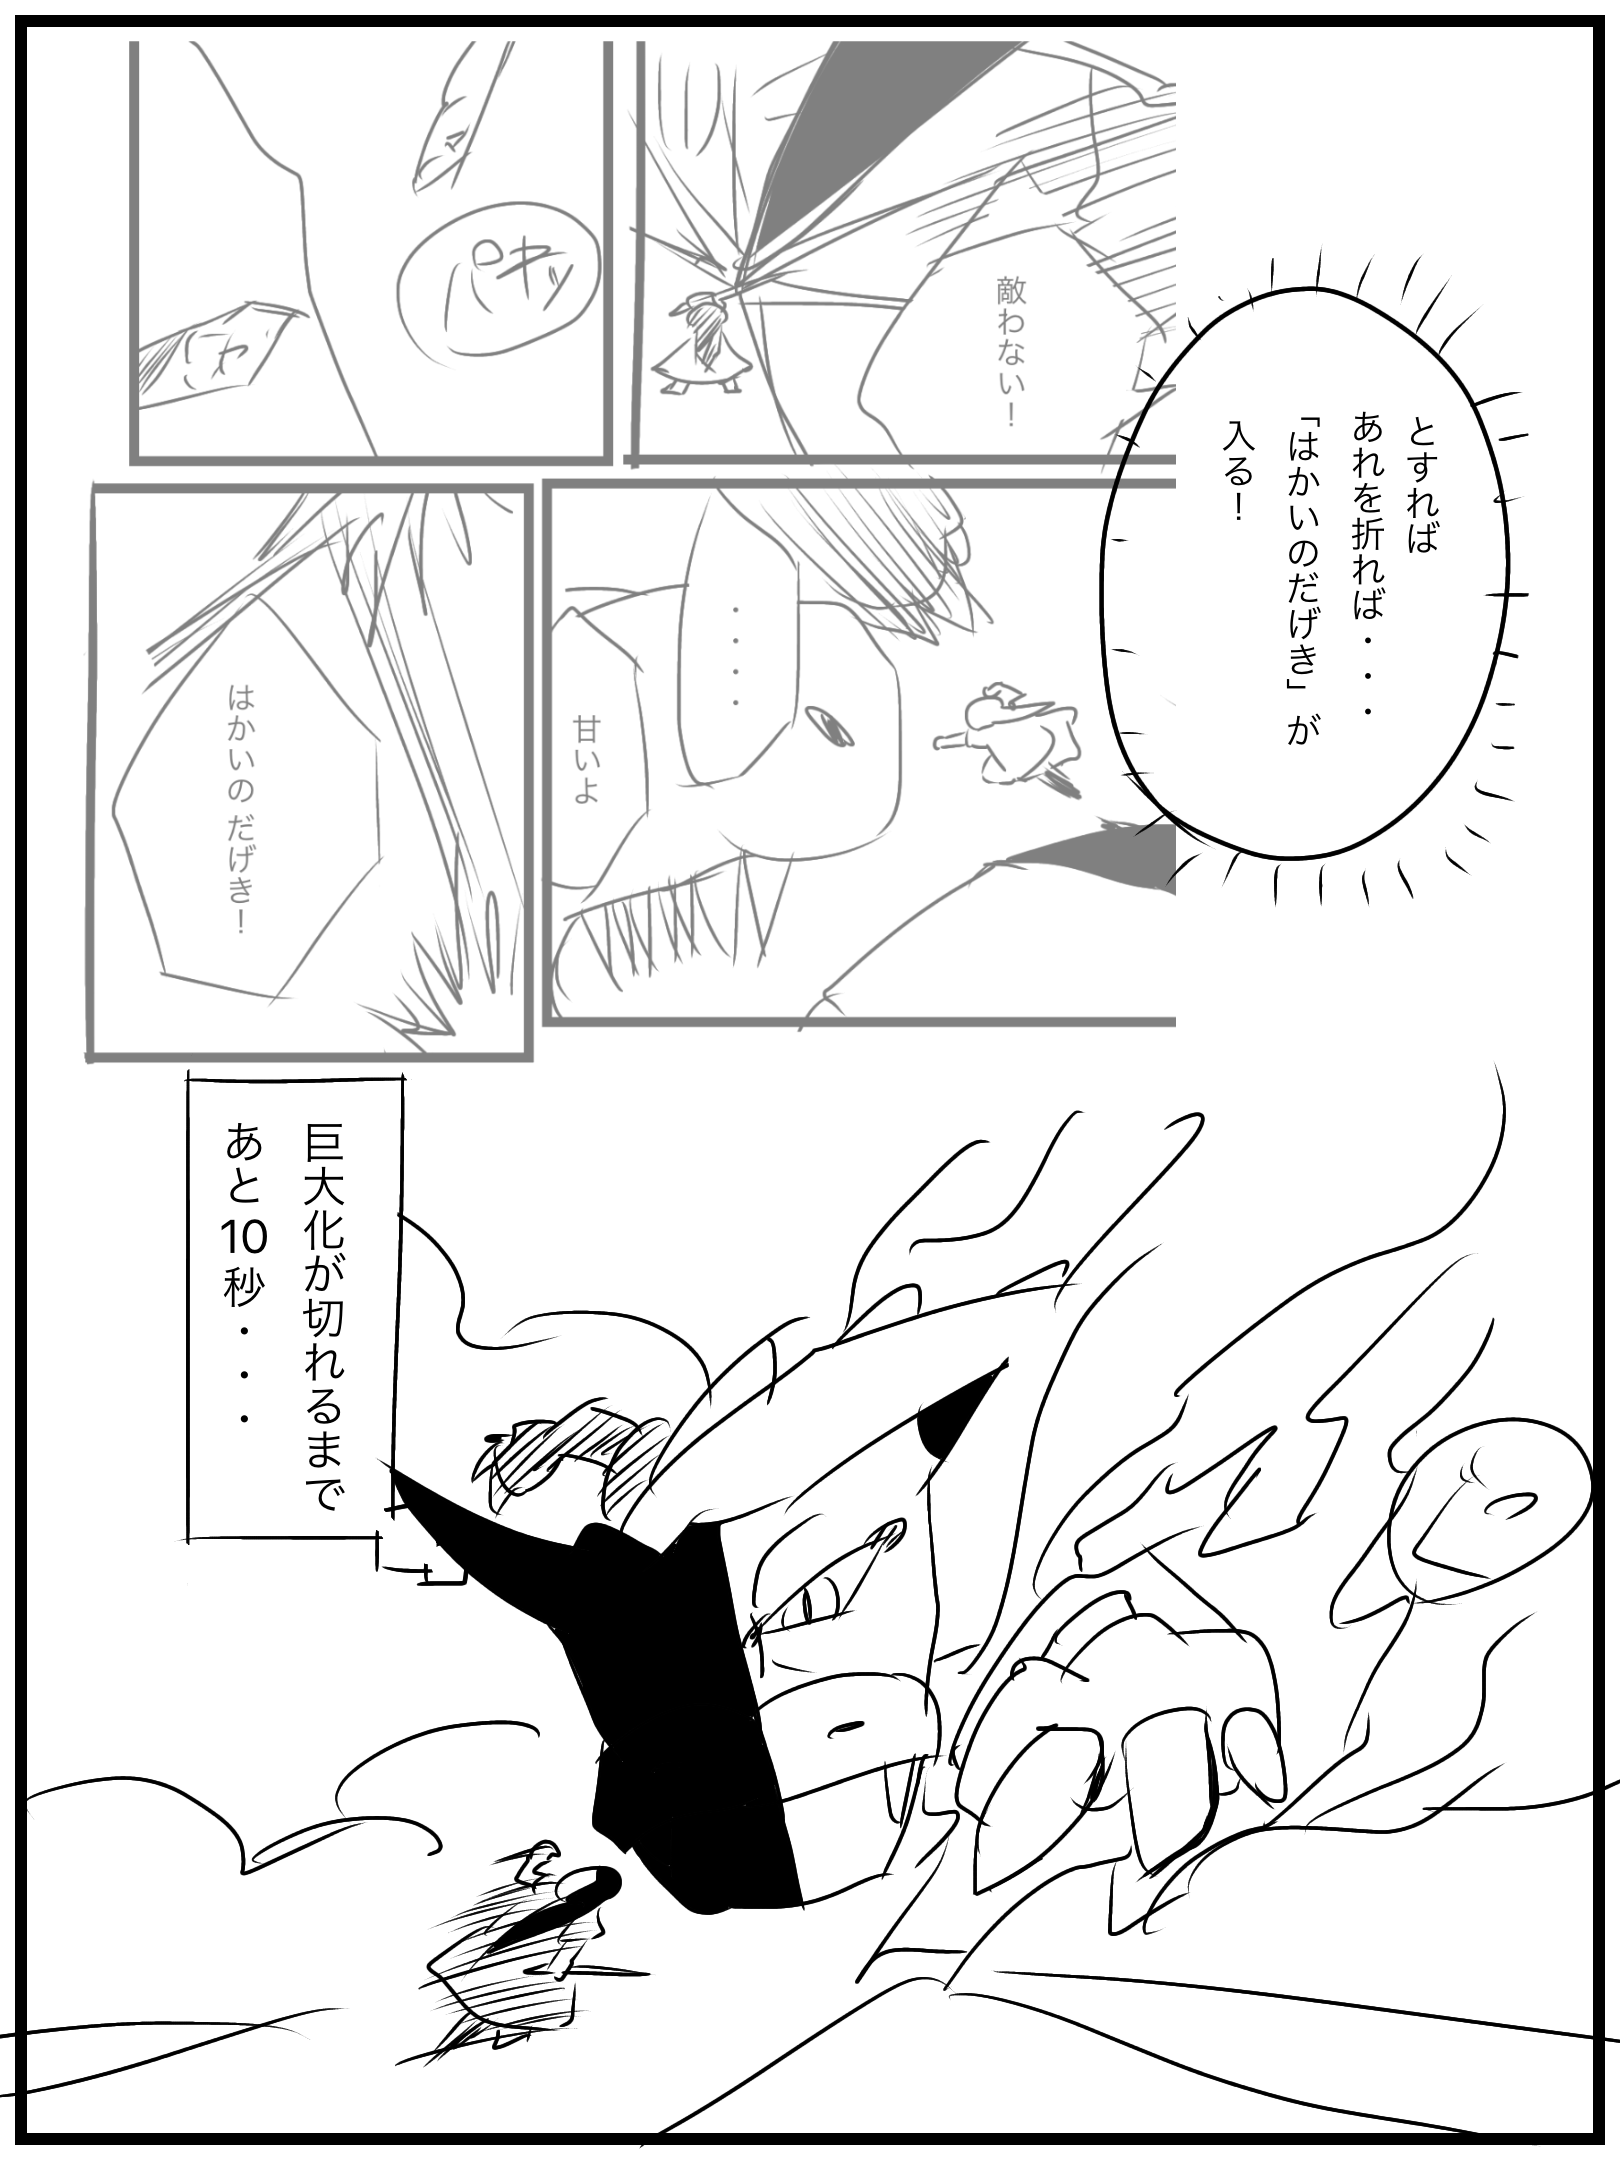 とすれば
あれを折れば・・・
「はかいのだげき」が
入る！
敵わない！
パキッ
・・・・
甘いよ
はかいのだげき！
巨大化が切れるまで
あと10秒・・・